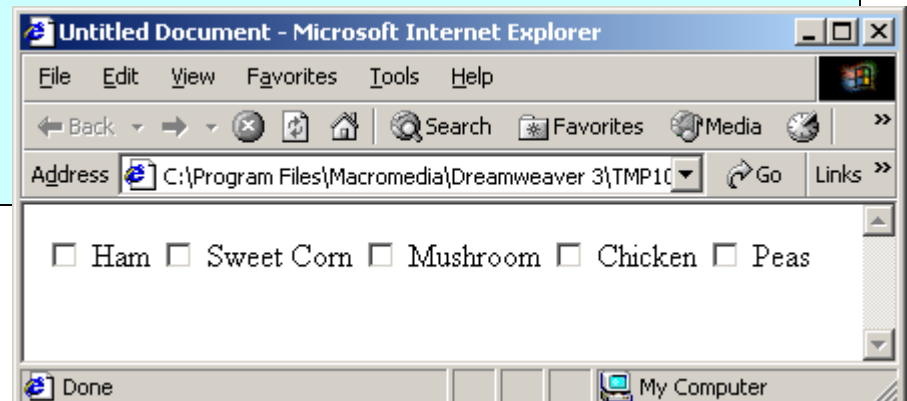 Untitled Document - Microsoft Internet Explorer
File Edit View Favorites Tools Help
Back Search Favorites Media »
Address C:\Program Files\Macromedia\Dreamweaver 3\TMP10 Go Links »
Ham Sweet Corn Mushroom Chicken Peas
Done My Computer